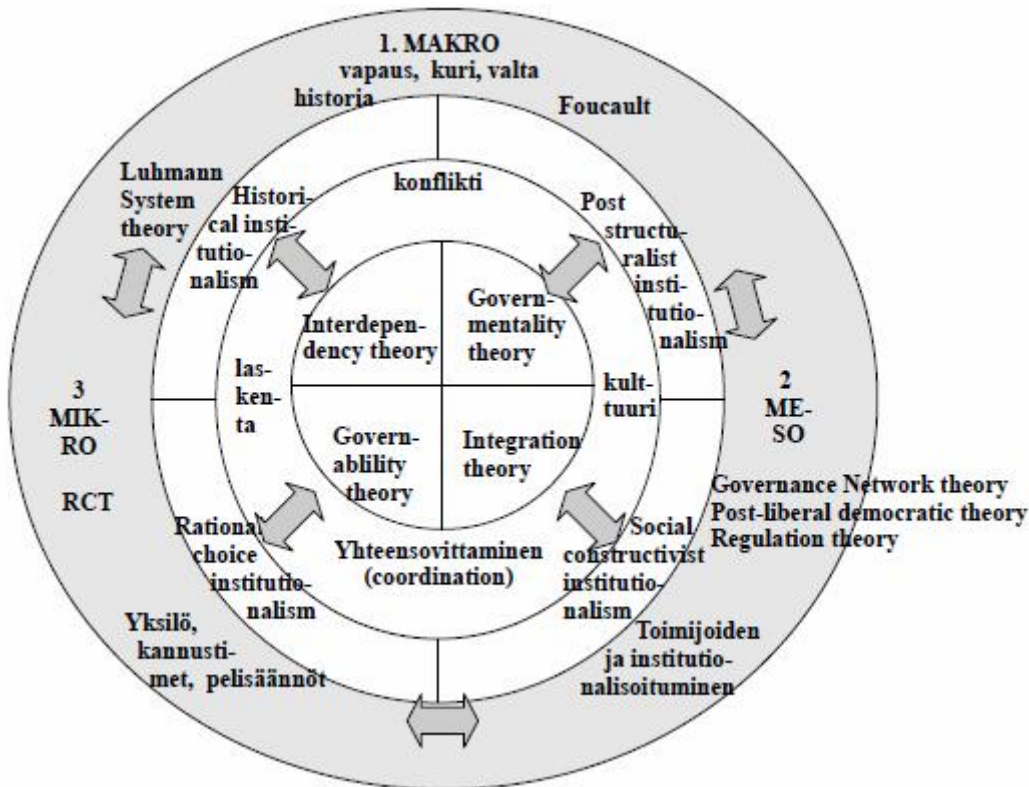 1. MAKRO
vapaus, kuri, valta
historia
Foucault
Luhmann
System
theory
Histori-
cal insti-
tutio-
nalism
konflikti
Post
structu-
ralist
insti-
tutio-
nalism
Interdepen-
dency theory
Govern-
mentality
theory
las-
ken-
ta
kult-
tuuri
3
MIK-
RO
RCT
2
ME-
SO
Govern-
ablility
theory
Integration
theory
Governance Network theory
Post-liberal democratic theory
Regulation theory
Rational
choice
institutio-
nalism
Yhteensovittaminen
(coordination)
Social
constructivist
institutio-
nalism
Yksilö,
kannusti-
met, pelisäännöt
Toimijoiden
ja institutio-
nalisoituminen